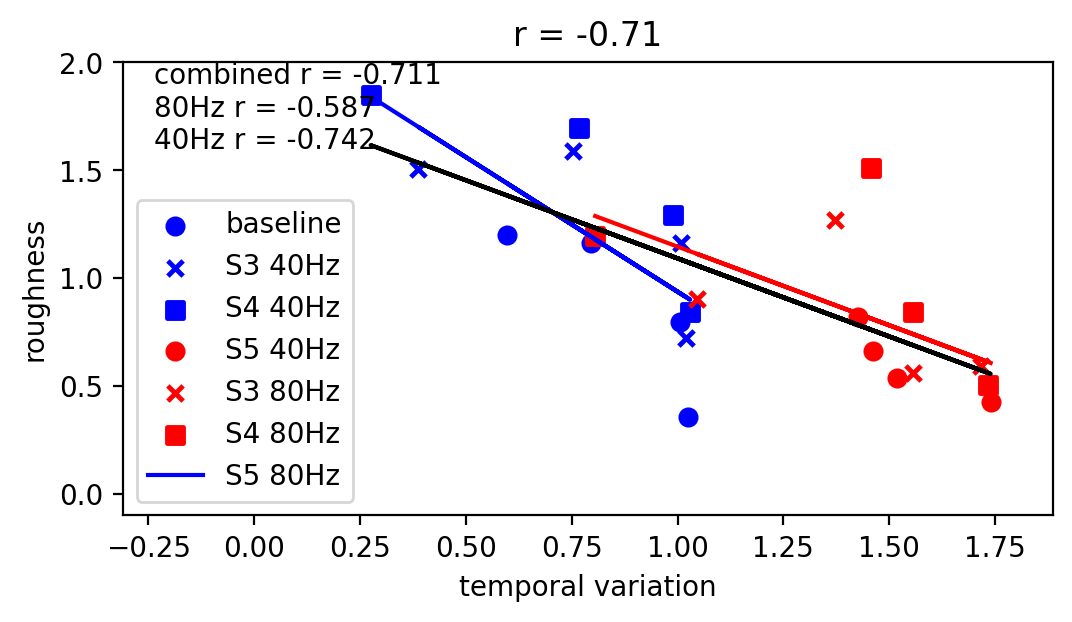 r = -0.71
combined r = -0.711
80Hz r = -0.587
40Hz r = -0.742
baseline
S3 40Hz
S4 40Hz
S5 40Hz
S3 80Hz
S4 80Hz
S5 80Hz
roughness
2.0
1.5
1.0
0.5
0.0
−0.25 0.00 0.25 0.50 0.75 1.00 1.25 1.50 1.75
temporal variation